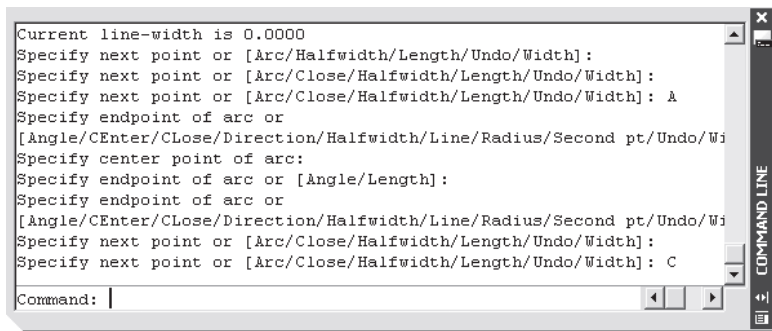 Current line-width is 0.0000
Specify next point or [Arc/Halfwidth/Length/Undo/Width]:
Specify next point or [Arc/Close/Halfwidth/Length/Undo/Width]:
Specify next point or [Arc/Close/Halfwidth/Length/Undo/Width]: A
Specify endpoint of arc or
[Angle/CEnter/CLose/Direction/Halfwidth/Line/Radius/Second pt/Undo/Wi
Specify center point of arc:
Specify endpoint of arc or [Angle/Length]:
Specify endpoint of arc or
[Angle/CEnter/CLose/Direction/Halfwidth/Line/Radius/Second pt/Undo/Wi
Specify next point or [Arc/Close/Halfwidth/Length/Undo/Width]:
Specify next point or [Arc/Close/Halfwidth/Length/Undo/Width]: C
Command:
COMMAND LINE